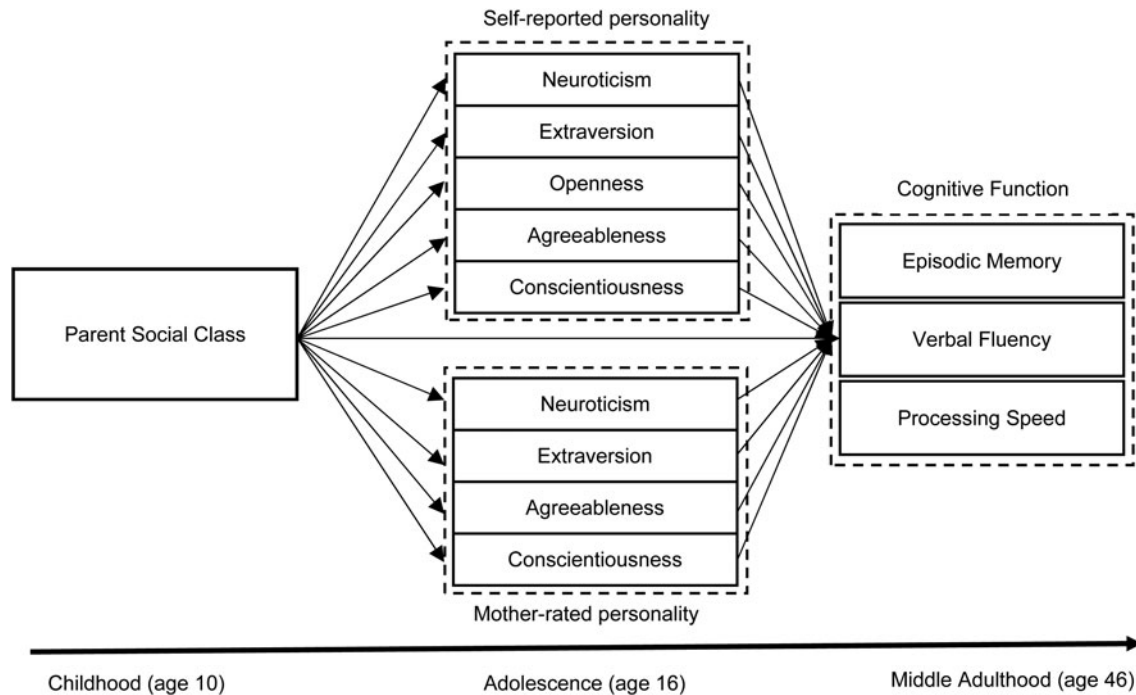 Self-reported personality
Neuroticism
Extraversion
Openness
Agreeableness
Conscientiousness
Parent Social Class
Neuroticism
Extraversion
Agreeableness
Conscientiousness
Mother-rated personality
Cognitive Function
Episodic Memory
Verbal Fluency
Processing Speed
Childhood (age 10)
Adolescence (age 16)
Middle Adulthood (age 46)